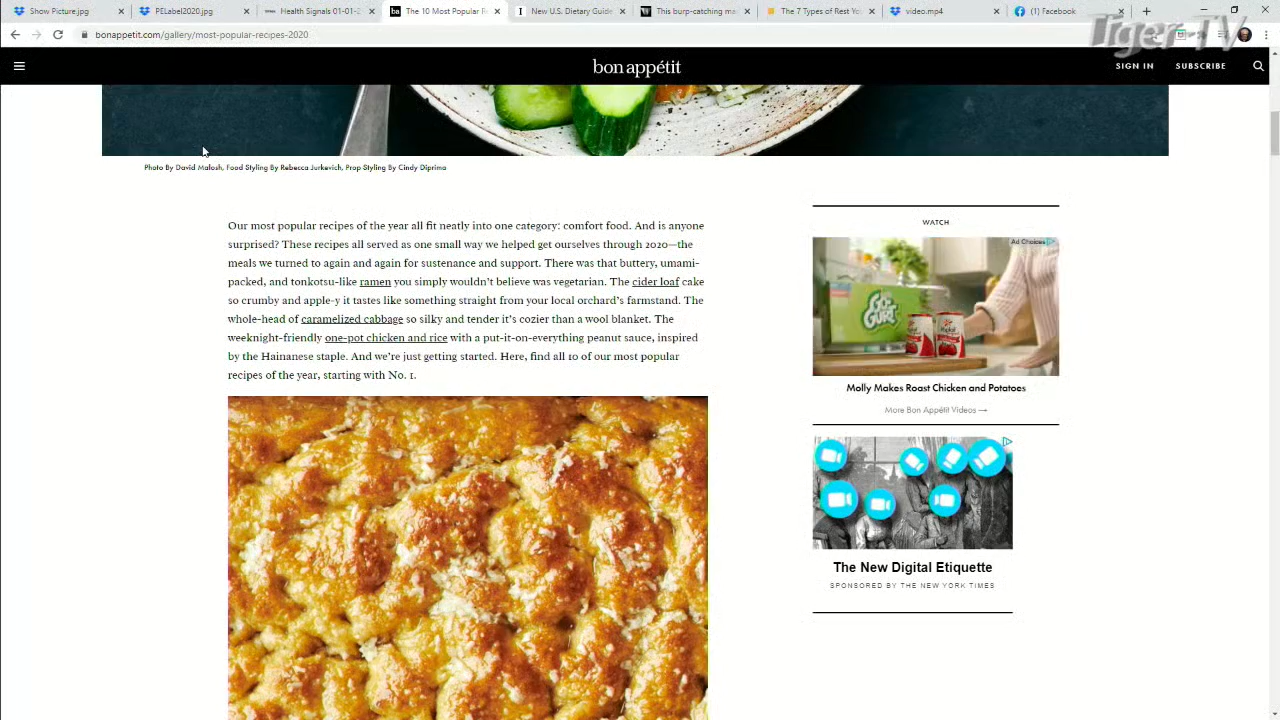 Show Picture.jpg
PELabel2020.jpg
Health Signals 01-01-2
The 10 Most Popular Re
New U.S. Dietary Guide
This bur-catching ma
The 7 Types of Rest Yo
video.mp4
(1) Facebook
Tiger TV
bonappetit.com/gallery/most-popular-recipes-2020
bon appétit
SIGN IN
SUBSCRIBE
Photo By David Malosh, Food Styling By Rebecca Jurkevich, Prop Styling By Cindy Diprima
Our most popular recipes of the year all fit neatly into one category: comfort food. And is anyone
surprised? These recipes all served as one small way we helped get ourselves through 2020—the
meals we turned to again and again for sustenance and support. There was that buttery, umami-
packed, and tonkotsu-like ramen you simply wouldn't believe was vegetarian. The cider loaf cake
so crumby and apple-y it tastes like something straight from your local orchard's farmstand. The
whole-head of caramelized cabbage so silky and tender it's cozier than a wool blanket. The
weeknight-friendly one-pot chicken and rice with a put-it-on-everything peanut sauce, inspired
by the Hainanese staple. And we're just getting started. Here, find all 10 of our most popular
recipes of the year, starting with No. 1.
WATCH
Ad Choices
Go-GURT
Yoplait
Molly Makes Roast Chicken and Potatoes
More Bon Appétit Videos →
The New Digital Etiquette
SPONSORED BY THE NEW YORK TIMES